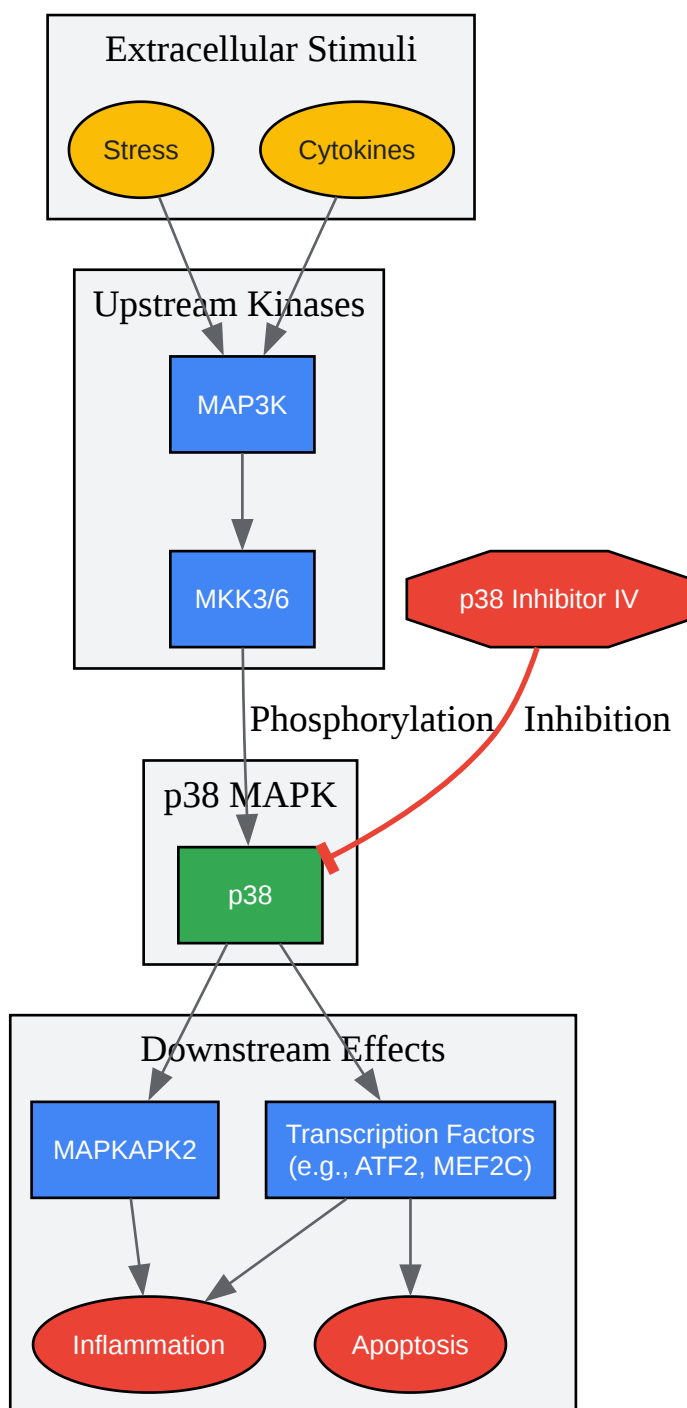 Extracellular Stimuli
Stress
Cytokines
Upstream Kinases
MAP3K
MKK3/6
p38 Inhibitor IV
Phosphorylation
Inhibition
p38 MAPK
p38
Downstream Effects
MAPKAPK2
Transcription Factors
(e.g., ATF2, MEF2C)
Inflammation
Apoptosis